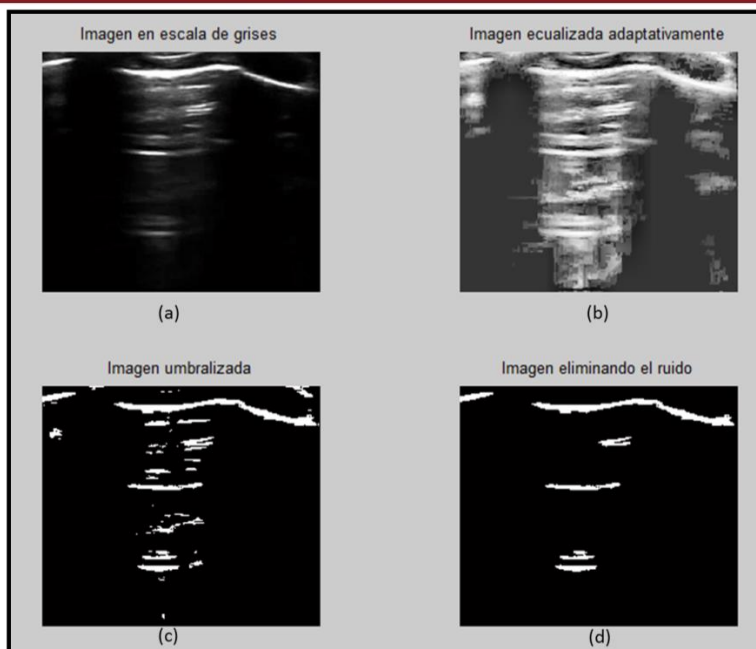 Imagen en escala de grises
Imagen ecualizada adaptativamente
(a)
(b)
Imagen umbralizada
Imagen eliminando el ruido
(c)
(d)